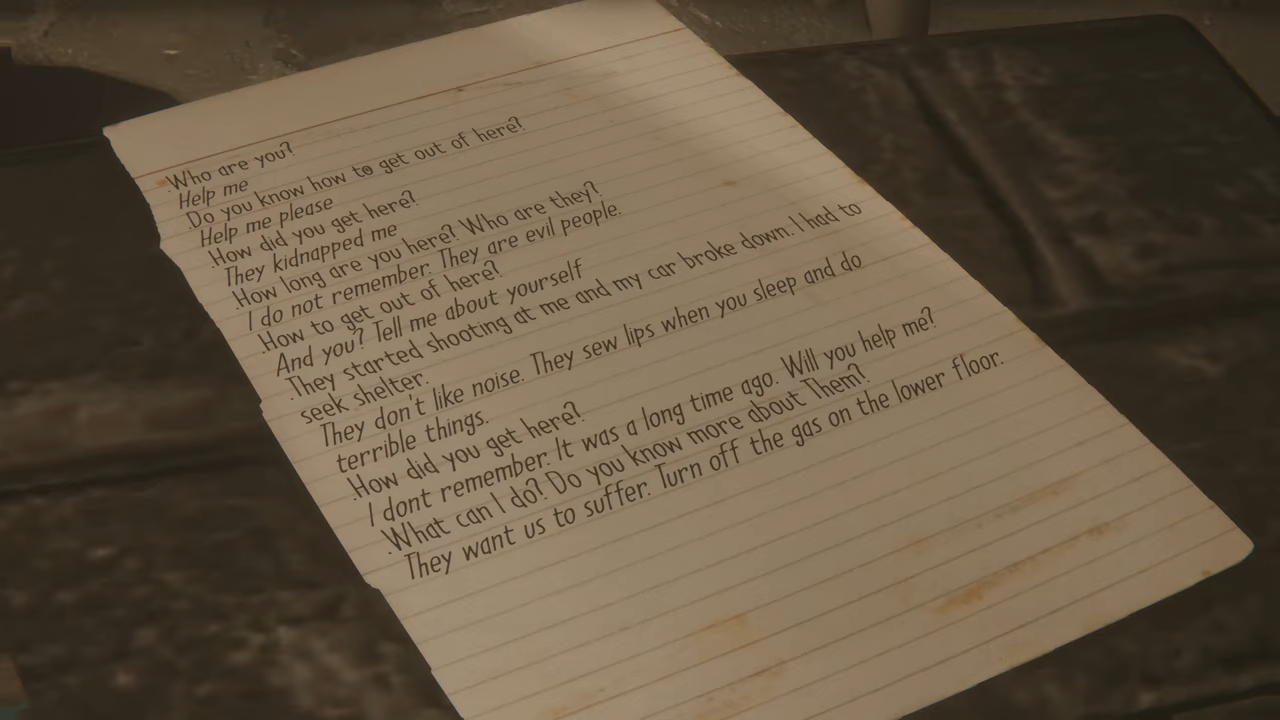 .Who are you?
Help me
.Do you know how to get out of here?
Help me please
.How did you get here?
They kidnapped me
.How long are you here? Who are they?
I do not remember. They are evil people.
.How to get out of here?
And you? Tell me about yourself
.They started shooting at me and my car broke down. I had to
seek shelter.
They don't like noise. They sew lips when you sleep and do
terrible things.
.How did you get here?
I dont remember. It was a long time ago. Will you help me?
.What can I do? Do you know more about Them?
They want us to suffer. Turn off the gas on the lower floor.